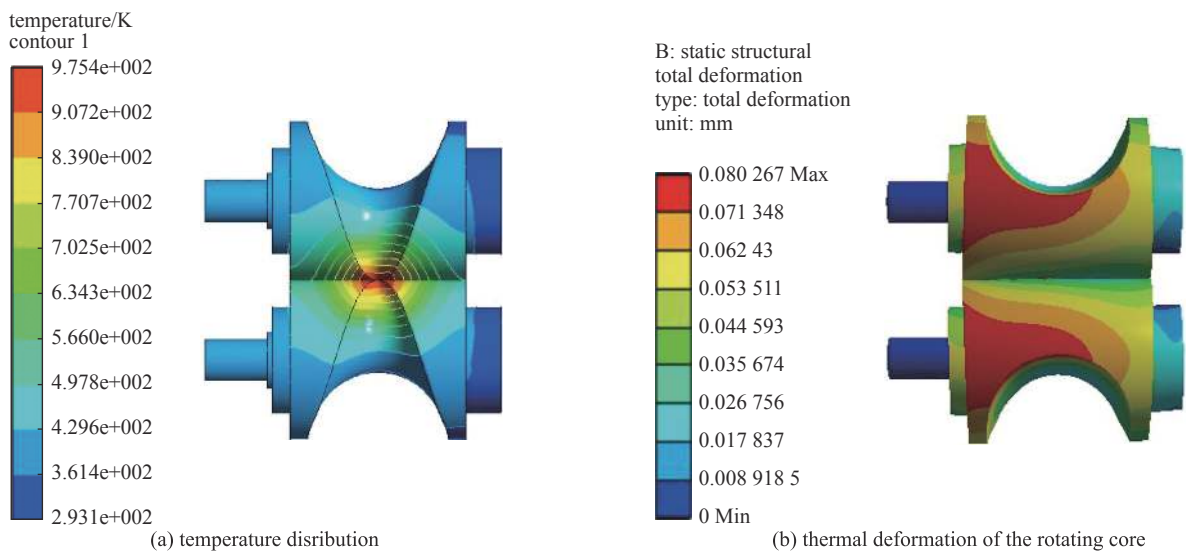 temperature/K
contour 1
9.754e+002
9.072e+002
8.390e+002
7.707e+002
7.025e+002
6.343e+002
5.660e+002
4.978e+002
4.296e+002
3.614e+002
2.931e+002
(a) temperature disribution
B: static structural
total deformation
type: total deformation
unit: mm
0.080 267 Max
0.071 348
0.062 43
0.053 511
0.044 593
0.035 674
0.026 756
0.017 837
0.008 918 5
0 Min
(b) thermal deformation of the rotating core